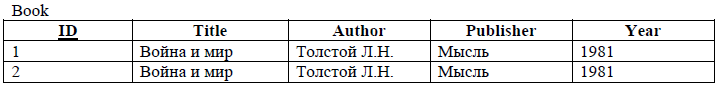 Book
ID Title Author Publisher Year
1 Война и мир Толстой Л.Н. Мысль 1981
2 Война и мир Толстой Л.Н. Мысль 1981